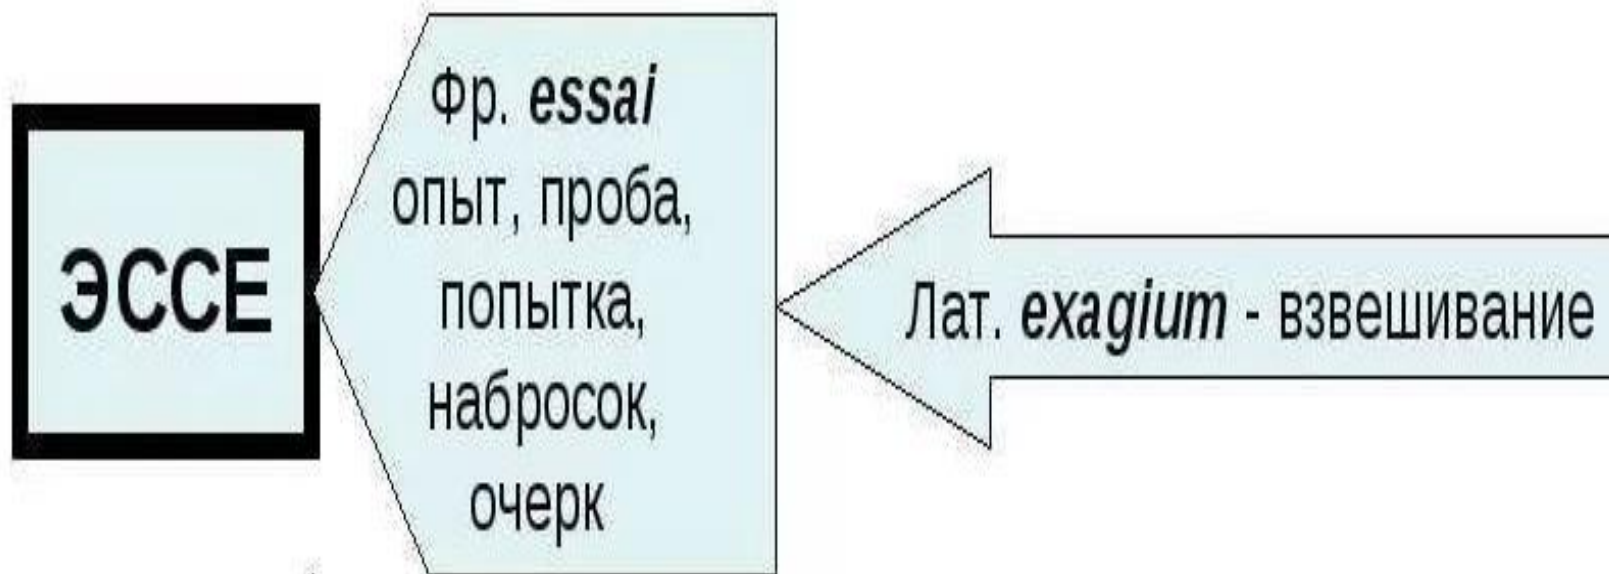 ЭССЕ
Фр. essai
опыт, проба,
попытка,
набросок,
очерк
Лат. exagium - взвешивание